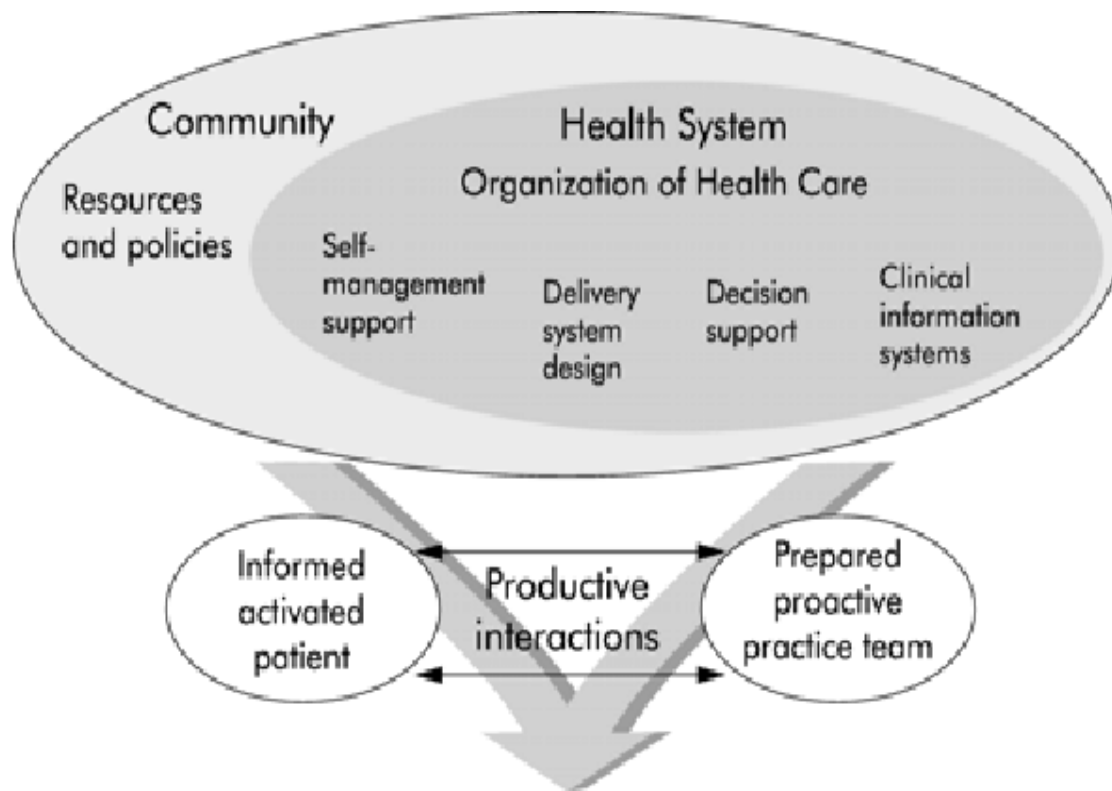 Community
Resources
and policies
Health System
Organization of Health Care
Self-
management
support
Delivery
system
design
Decision
support
Clinical
information
systems
Informed
activated
patient
Productive
interactions
Prepared
proactive
practice team